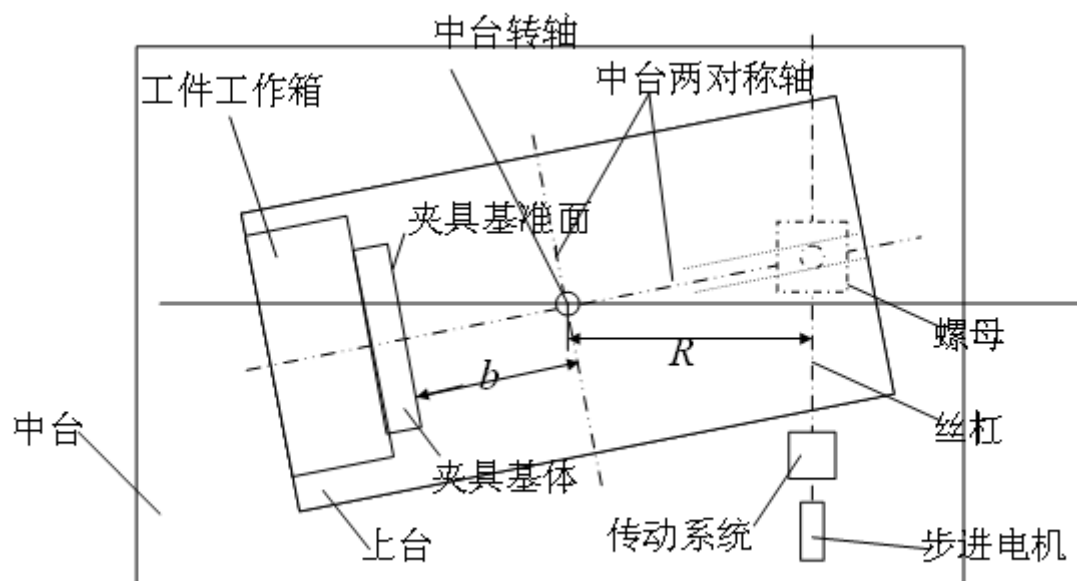 中台转轴
工件工作箱
中台两对称轴
夹具基准面
螺母
R
b
中台
夹具基体
丝杠
上台
传动系统
步进电机